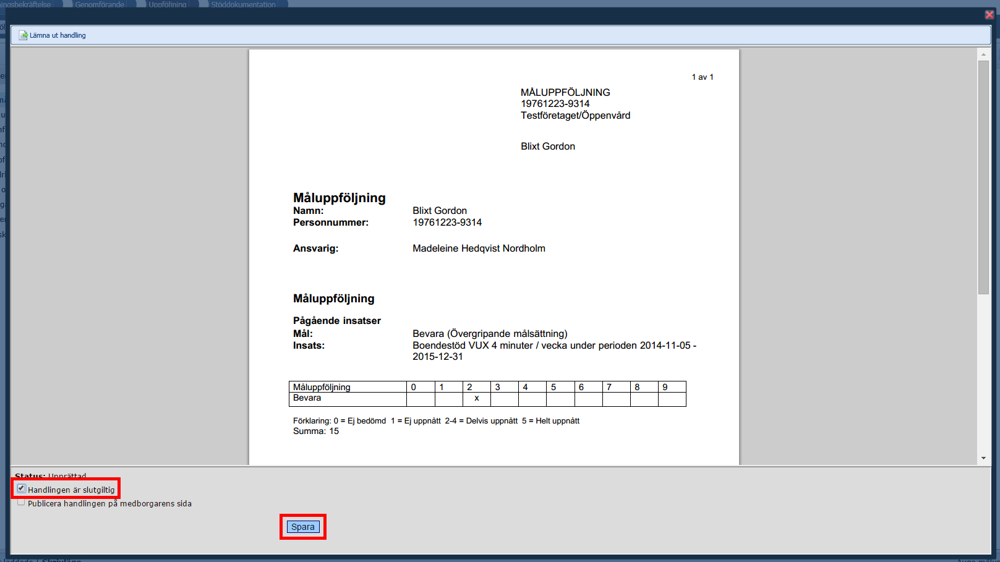 Genomförande
Uppföljning
Stöddokumentation
Lämna ut handling
1 av 1
MÅLUPPFÖLJNING
19761223-9314
Testföretaget/Öppenvård
Blixt Gordon
Måluppföljning
Namn: Blixt Gordon
Personnummer: 19761223-9314
Ansvarig: Madeleine Hedqvist Nordholm
Måluppföljning
Pågående insatser
Mål: Bevara (Övergripande målsättning)
Insats: Boendestöd VUX 4 minuter / vecka under perioden 2014-11-05 -
2015-12-31
Måluppföljning 0 1 2 3 4 5 6 7 8 9
Bevara x
Förklaring: 0 = Ej bedömd 1 = Ej uppnått 2-4 = Delvis uppnått 5 = Helt uppnått
Summa: 15
Status: Upprättad
Handlingen är slutgiltig
Publicera handlingen på medborgarens sida
Spara